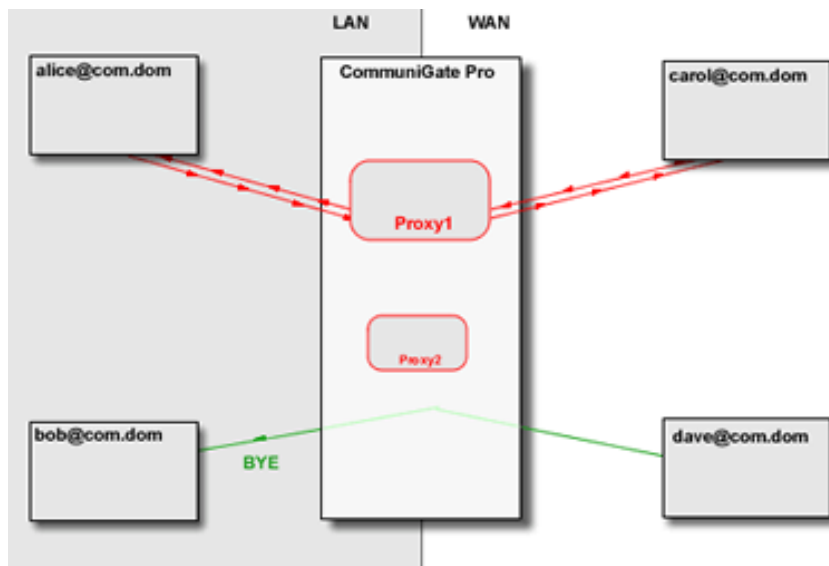 LAN
WAN
alice@com.dom
CommuniGate Pro
carol@com.dom
Proxy1
Proxy2
bob@com.dom
dave@com.dom
BYE